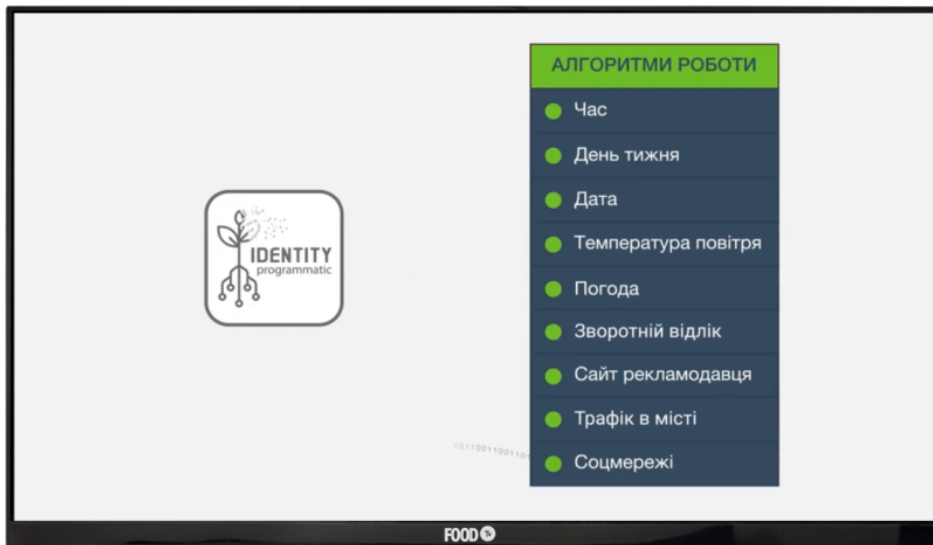 IDENTITY
programmatic
АЛГОРИТМИ РОБОТИ
Час
День тижня
Дата
Температура повітря
Погода
Зворотній відлік
Сайт рекламодавця
Трафік в місті
Соцмережі
FOOD